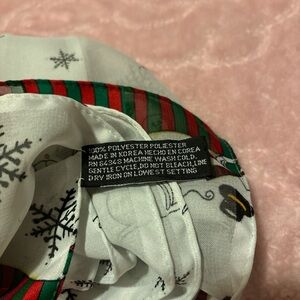 100% POLYESTER POLIESTER
MADE IN KOREA HECHO EN COREA
RN 64345 MACHINE WASH COLD,
GENTLE CYCLE, DO NOT BLEACH, LINE
DRY, IRON ON LOWEST SETTING